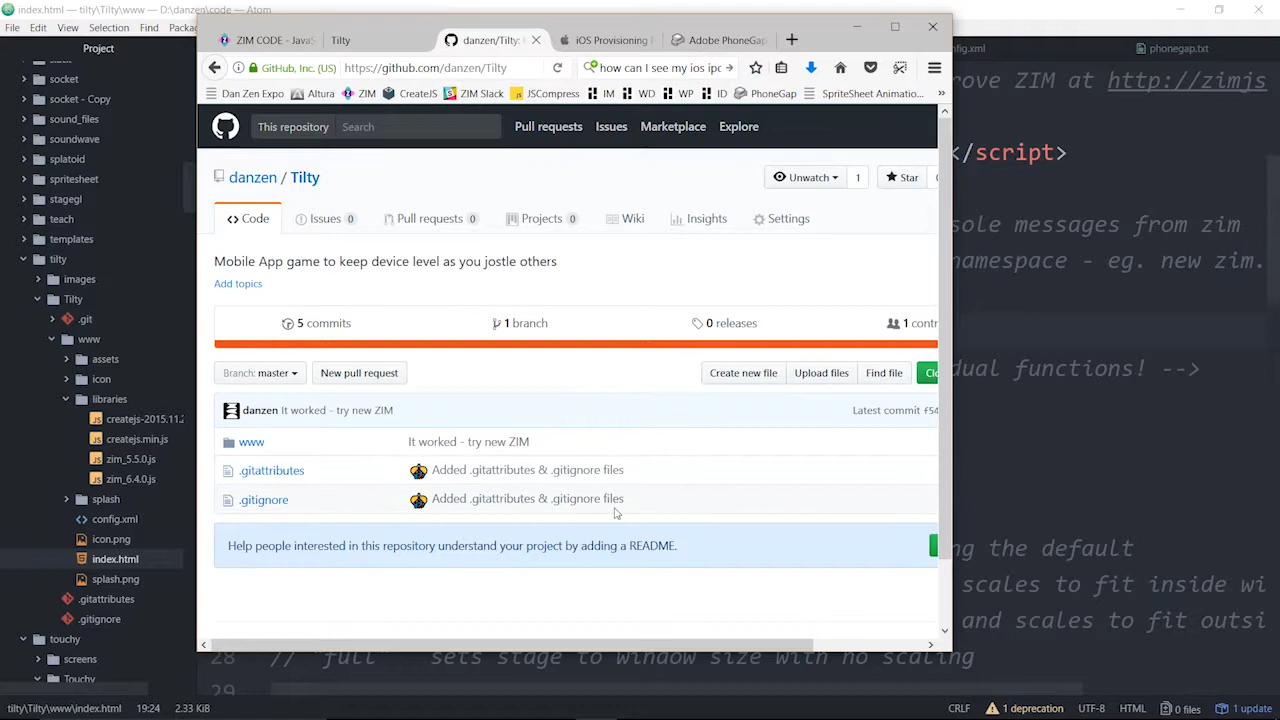 index.html — tilty\Tilty\www — D:\danzen\code — Atom
File Edit View Selection Find Packa
Project
socket
socket - Copy
sound_files
soundwave
splatoid
spritesheet
stagegl
teach
templates
tilty
images
Tilty
.git
www
assets
icon
libraries
createjs-2015.11.2
createjs.min.js
zim_5.5.0.js
zim_6.4.0.js
splash
config.xml
icon.png
index.html
splash.png
.gitattributes
.gitignore
touchy
screens
Touchy
ZIM CODE - JavaS
Tilty
danzen/Tilty:
iOS Provisioning
Adobe PhoneGap
GitHub, Inc. (US)
https://github.com/danzen/Tilty
how can I see my ios ipc
Dan Zen Expo
Altura
ZIM
CreateJS
ZIM Slack
JSCompress
IM
WD
WP
ID
PhoneGap
SpriteSheet Animatio...
This repository
Search
Pull requests
Issues
Marketplace
Explore
danzen / Tilty
Unwatch
1
Star
Code
Issues 0
Pull requests 0
Projects 0
Wiki
Insights
Settings
Mobile App game to keep device level as you jostle others
Add topics
5 commits
1 branch
0 releases
1 contr
Branch: master
New pull request
Create new file
Upload files
Find file
Clo
danzen It worked - try new ZIM
Latest commit f54
www
It worked - try new ZIM
.gitattributes
Added .gitattributes & .gitignore files
.gitignore
Added .gitattributes & .gitignore files
Help people interested in this repository understand your project by adding a README.
nfig.xml
phonegap.txt
rove ZIM at http://zimjs
</script>
sole messages from zim
namespace - eg. new zim.
dual functions! -->
ng the default
scales to fit inside wi
and scales to fit outsi
28 // "full" sets stage to window size with no scaling
29
tilty\Tilty\www\index.html 19:24 2.33 KiB
CRLF
1 deprecation
UTF-8
HTML
0 files
1 update